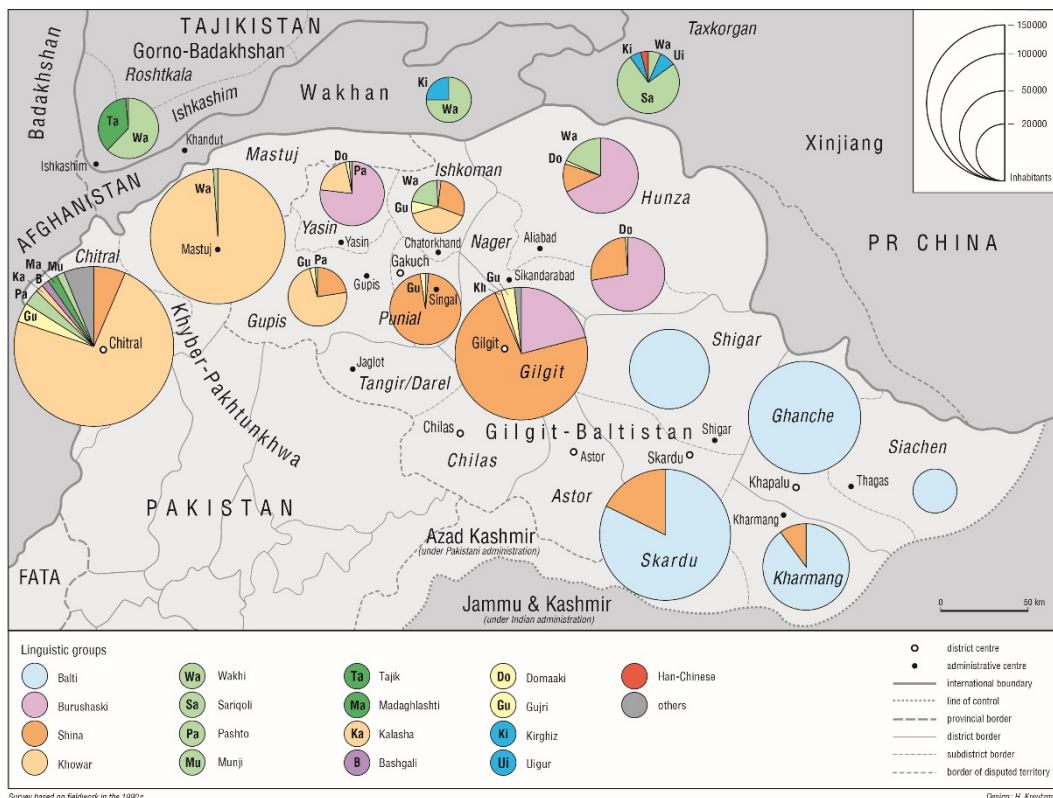 TAJIKISTAN
Gorno-Badakhshan
Roshtkala
Badakhshan
Ishkashim
Ta
Wa
Ishkashim
Khandut
AFGHANISTAN
Wakhan
Ki
Wa
Taxkorgan
Ki
Wa
Ui
Sa
Xinjiang
PR CHINA
150000
100000
50000
20000
Inhabitants
Mastuj
Wa
Mastuj
Do
Pa
Yasin
Yasin
Ishkoman
Wa
Gu
Chatorkhand
Wa
Do
Hunza
Nager
Aliabad
Do
Sikandarabad
Chitral
Mu
Ma
B
Ka
Pa
Gu
Chitral
Gu
Pa
Gupis
Gupis
Gakuch
Gu
Singal
Punial
Gu
Kh
Gilgit
Gilgit
Khyber-Pakhtunkhwa
Jaglot
Tangir/Darel
Chilas
Chilas
Gilgit-Baltistan
Shigar
Shigar
Astor
Astor
Skardu
Skardu
Ghanche
Khapalu
Siachen
Thagas
Kharmang
Kharmang
PAKISTAN
FATA
Azad Kashmir
(under Pakistani administration)
Jammu & Kashmir
(under Indian administration)
0
50 km
Linguistic groups
Balti
Burushaski
Shina
Khowar
Wa Wakhi
Sa Sariqoli
Pa Pashto
Mu Munji
Ta Tajik
Ma Madaghlashti
Ka Kalasha
B Bashgali
Do Domaaki
Gu Gujri
Ki Kirghiz
Ui Uigur
Han-Chinese
others
district centre
administrative centre
international boundary
line of control
provincial border
district border
subdistrict border
border of disputed territory
Survey based on fieldwork in the 1990s